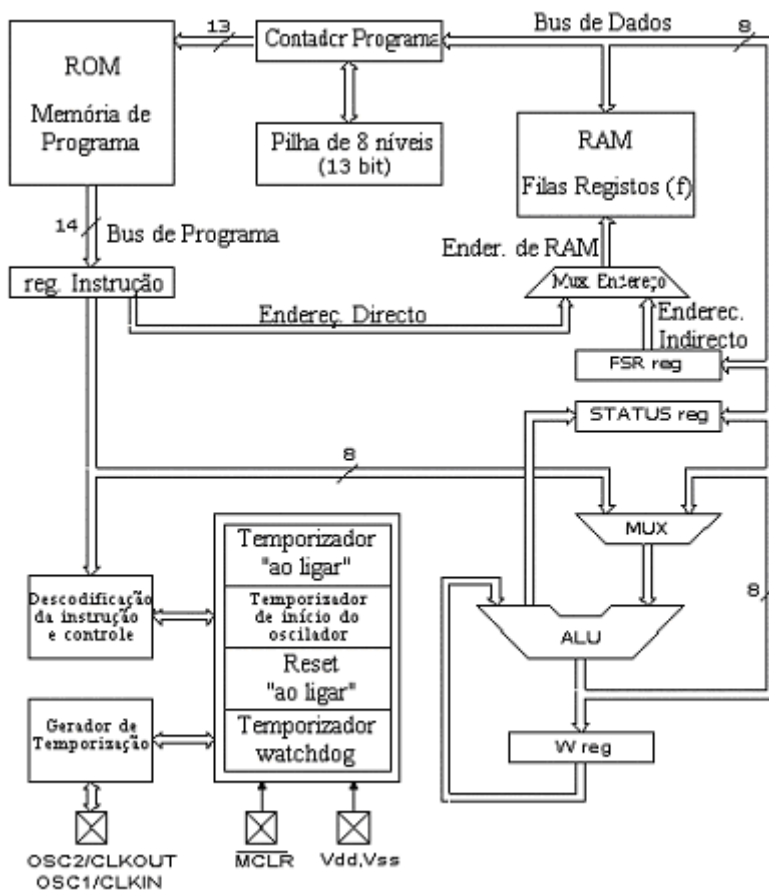 Bus de Dados
13
8
ROM
Memória de
Programa
Contador Programa
Pilha de 8 níveis
(13 bit)
RAM
Filas Registos (f)
14
Bus de Programa
Ender. de RAM
reg. Instrução
Mux Endereço
Endereç. Directo
Enderec.
Indirecto
FSR reg
STATUS reg
8
MUX
Temporizador
"ao ligar"
Descodificação
da instrução
e controle
Temporizador
de início do
oscilador
8
ALU
Reset
"ao ligar"
Gerador de
Temporização
Temporizador
watchdog
W reg
OSC2/CLKOUT
OSC1/CLKIN
MCLR
Vdd,Vss